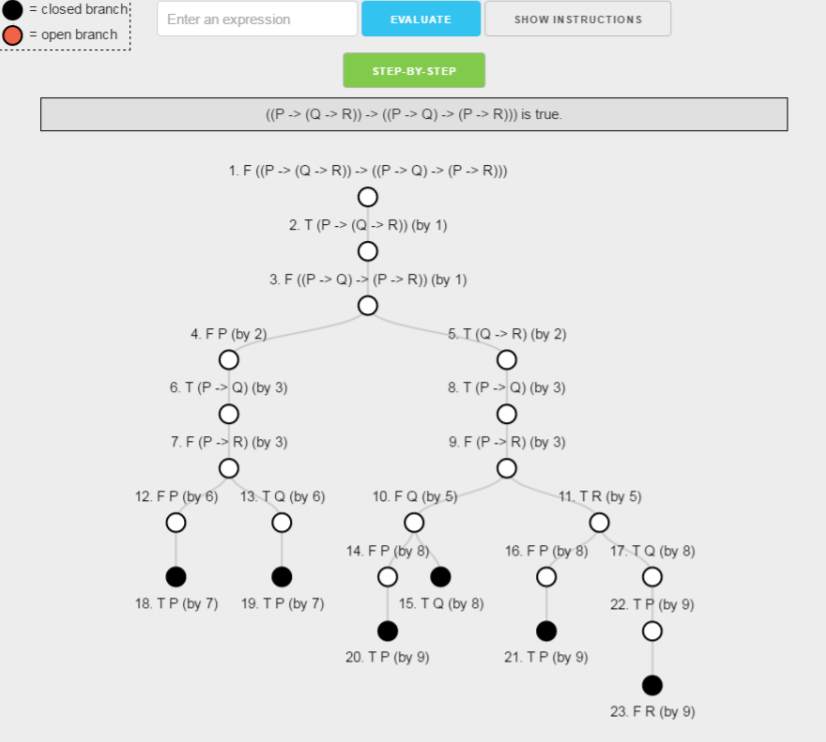 = closed branch
= open branch
Enter an expression
EVALUATE
SHOW INSTRUCTIONS
STEP-BY-STEP
((P -> (Q -> R)) -> ((P -> Q) -> (P -> R))) is true.
1. F ((P -> (Q -> R)) -> ((P -> Q) -> (P -> R)))
2. T (P -> (Q -> R)) (by 1)
3. F ((P -> Q) -> (P -> R)) (by 1)
4. F P (by 2)
5. T (Q -> R) (by 2)
6. T (P -> Q) (by 3)
8. T (P -> Q) (by 3)
7. F (P -> R) (by 3)
9. F (P -> R) (by 3)
12. F P (by 6)
13. T Q (by 6)
10. F Q (by 5)
11. T R (by 5)
14. F P (by 8)
16. F P (by 8)
17. T Q (by 8)
18. T P (by 7)
19. T P (by 7)
15. T Q (by 8)
22. T P (by 9)
20. T P (by 9)
21. T P (by 9)
23. F R (by 9)